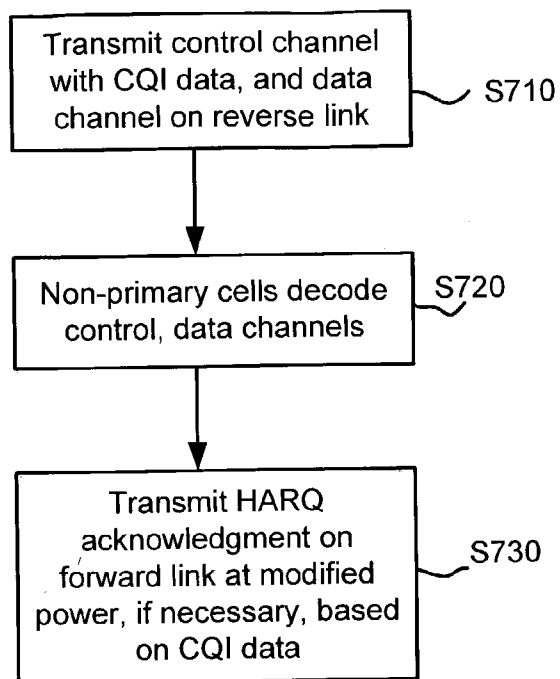 Transmit control channel
with CQI data, and data
channel on reverse link
S710
Non-primary cells decode
control, data channels
S720
Transmit HARQ
acknowledgment on
forward link at modified
power, if necessary, based
on CQI data
S730